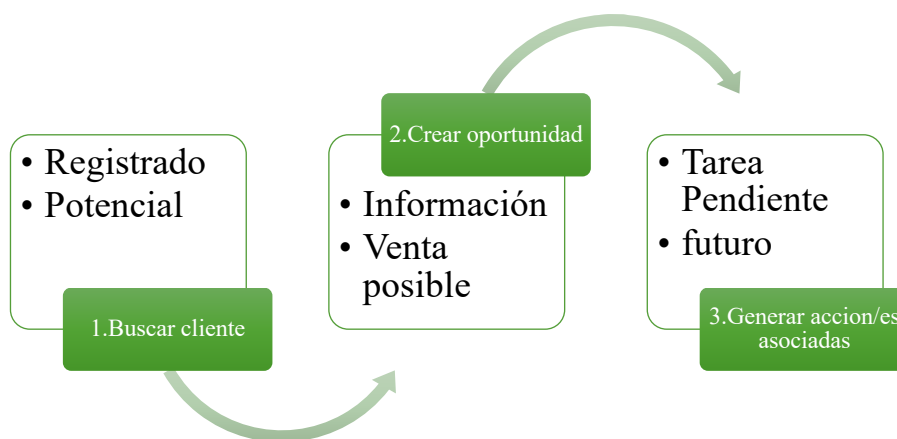 • Registrado
• Potencial
1.Buscar cliente
2.Crear oportunidad
• Información
• Venta
posible
• Tarea
Pendiente
• futuro
3.Generar accion/es
asociadas